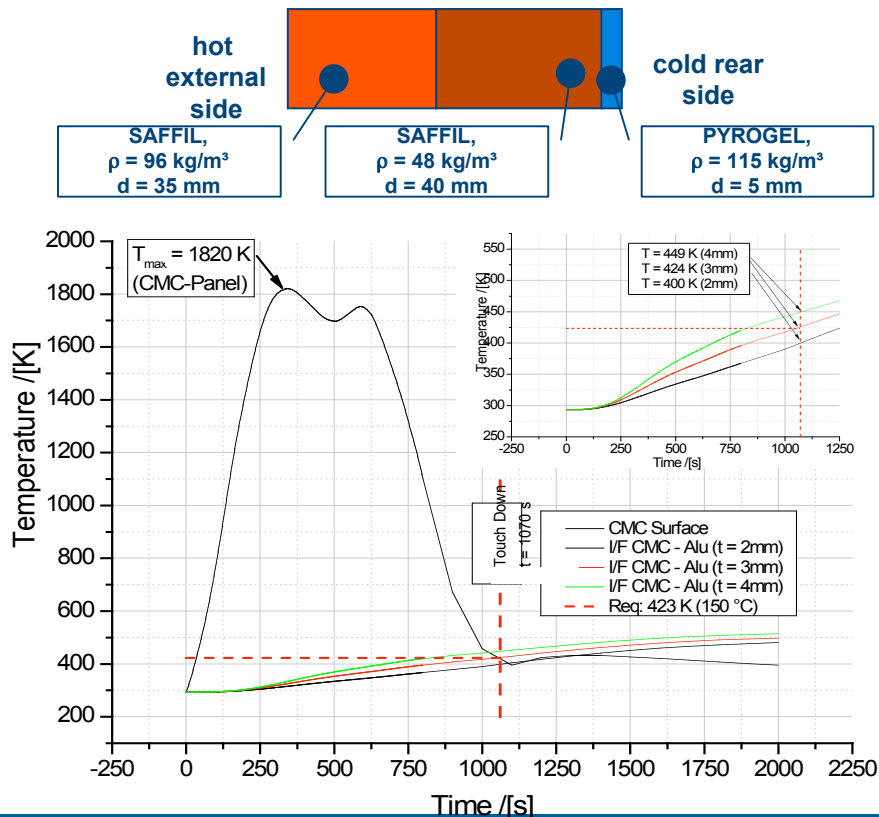 hot
external
side
cold rear
side
SAFFIL,
ρ = 96 kg/m³
d = 35 mm
SAFFIL,
ρ = 48 kg/m³
d = 40 mm
PYROGEL,
ρ = 115 kg/m³
d = 5 mm
2000
1800
1600
1400
1200
1000
800
600
400
200
Temperature /[K]
Tmax = 1820 K
(CMC-Panel)
550
500
450
400
350
300
250
Temperature /[K]
T = 449 K (4mm)
T = 424 K (3mm)
T = 400 K (2mm)
-250 0 250 500 750 1000 1250
Time /[s]
Touch Down
t = 1070 s
CMC Surface
I/F CMC - Alu (t = 2mm)
I/F CMC - Alu (t = 3mm)
I/F CMC - Alu (t = 4mm)
Req: 423 K (150 °C)
-250 0 250 500 750 1000 1250 1500 1750 2000 2250
Time /[s]